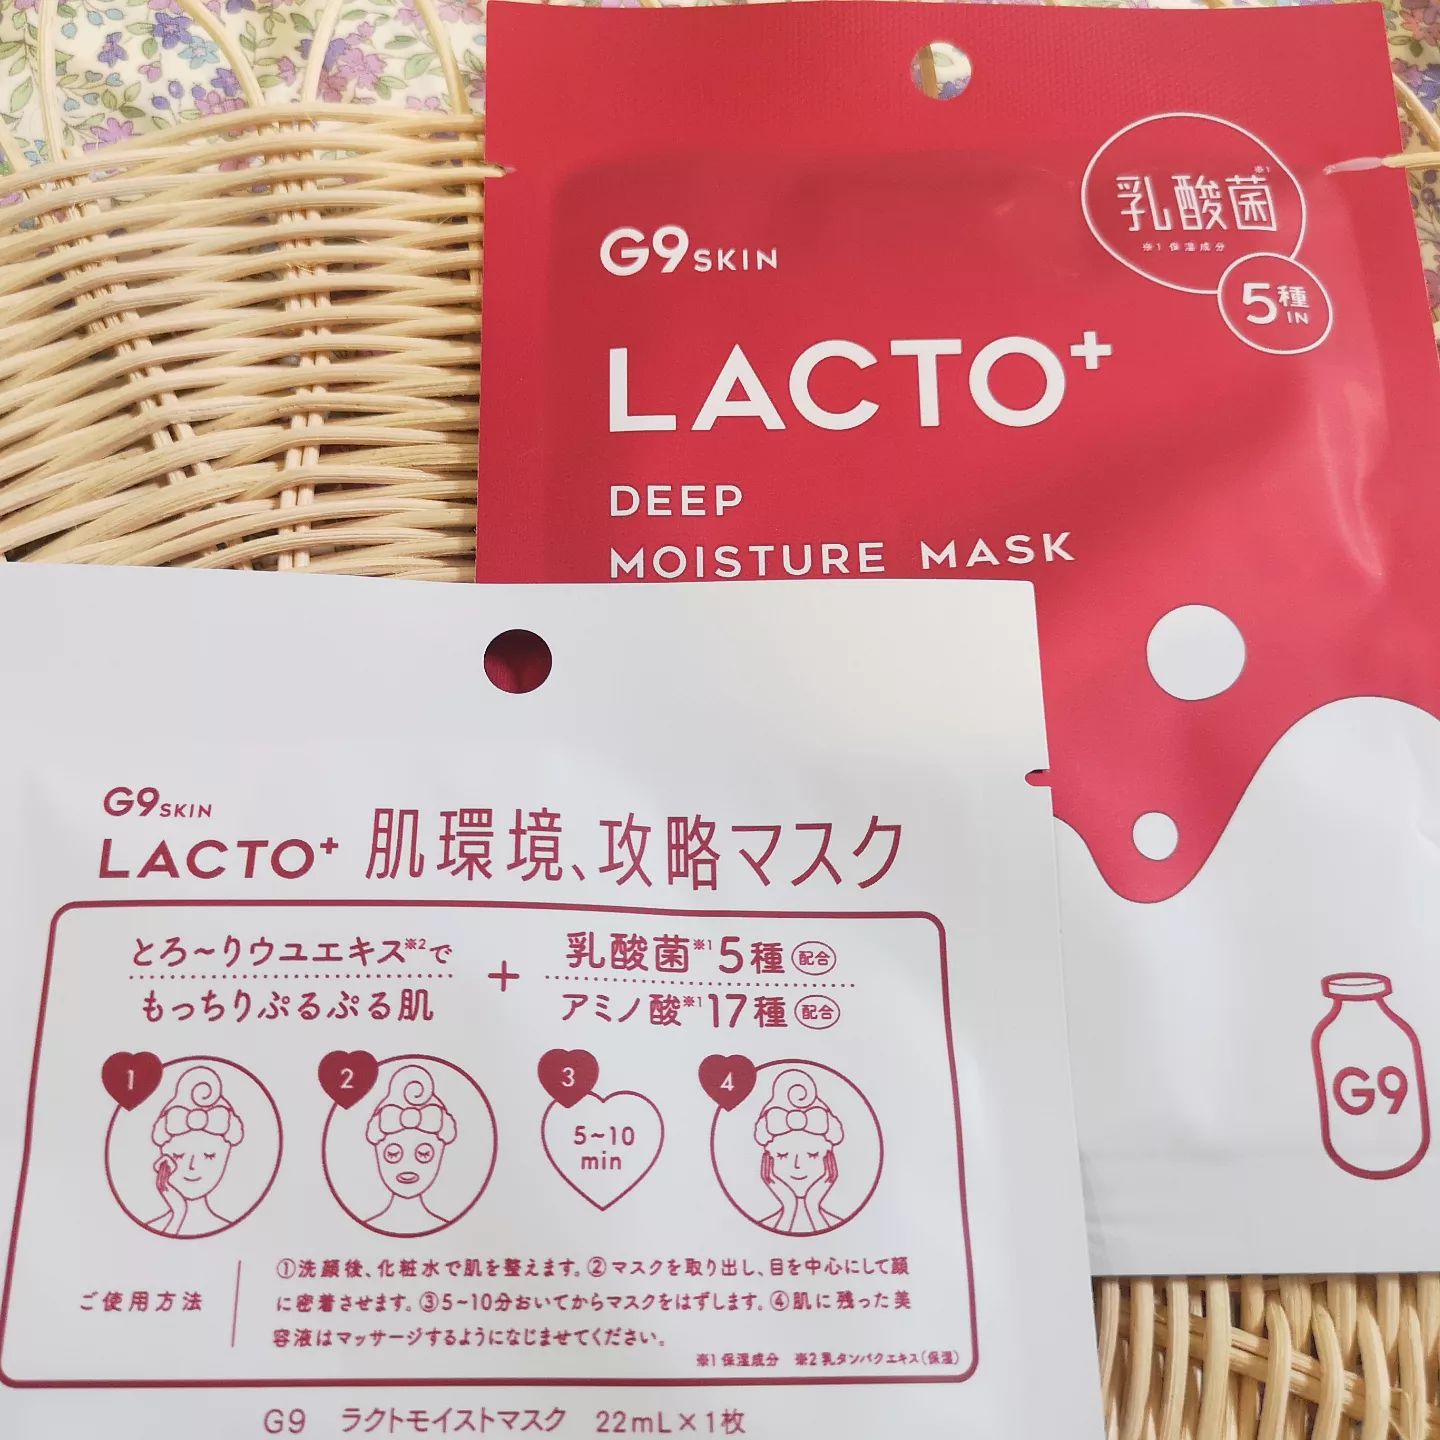 乳酸菌※1
※1 保湿成分
5種
IN
G9SKIN
LACTO+
DEEP
MOISTURE MASK
G9
G9SKIN
LACTO+ 肌環境、攻略マスク
とろ〜りウユエキス※2で
もっちりぷるぷる肌
+
乳酸菌※1 5種 配合
アミノ酸※1 17種 配合
1
2
3
5~10
min
4
ご使用方法
①洗顔後、化粧水で肌を整えます。②マスクを取り出し、目を中心にして顔
に密着させます。③5~10分おいてからマスクをはずします。④肌に残った美
容液はマッサージするようになじませてください。
※1 保湿成分 ※2 乳タンパクエキス(保湿)
G9 ラクトモイストマスク 22mL×1枚